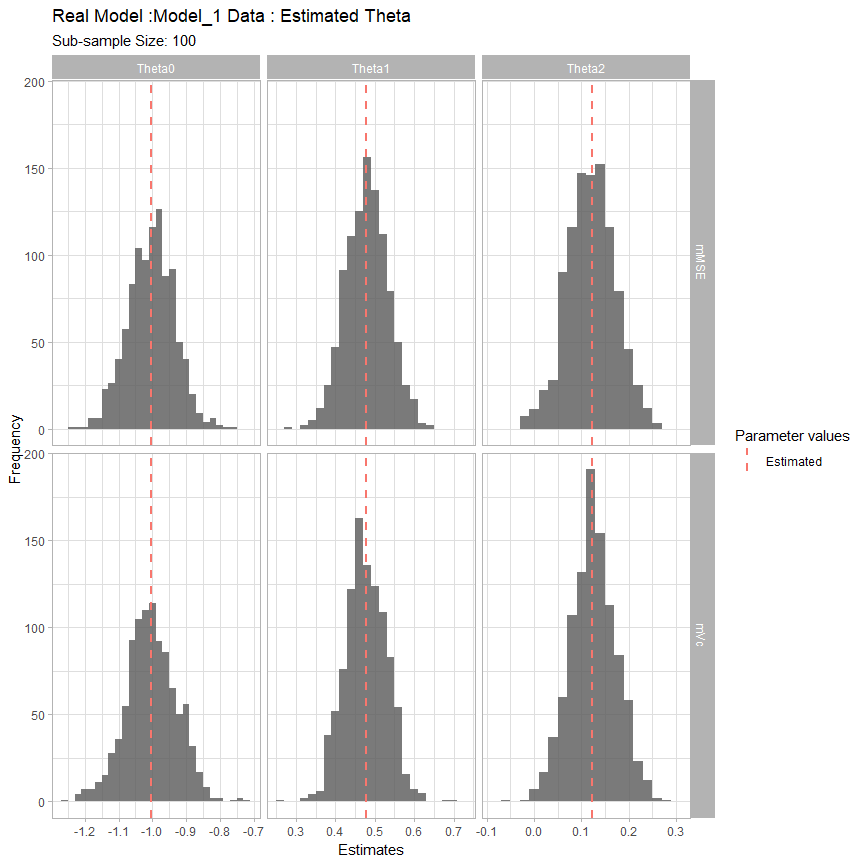 Real Model :Model_1 Data : Estimated Theta
Sub-sample Size: 100
Theta0 Theta1 Theta2
200
150
100
50
0
mMSE
Frequency
200
150
100
50
0
mVc
Parameter values
Estimated
-1.2 -1.1 -1.0 -0.9 -0.8 -0.7 0.3 0.4 0.5 0.6 0.7 -0.1 0.0 0.1 0.2 0.3
Estimates